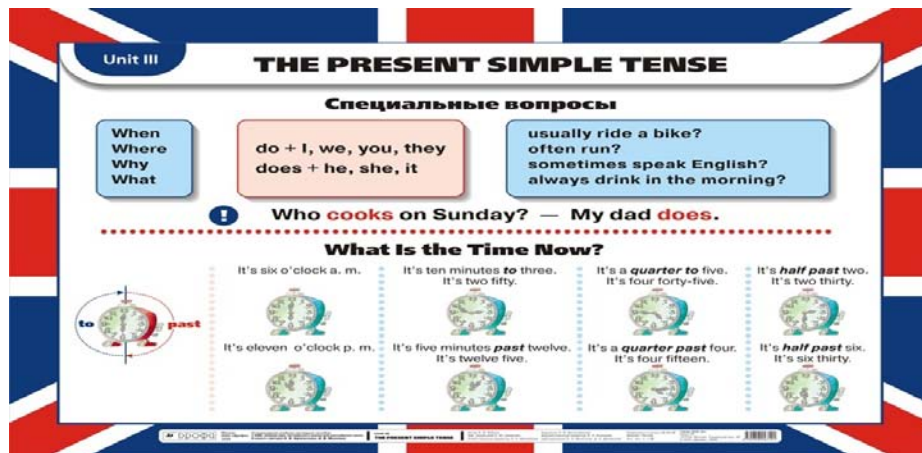 Unit III
THE PRESENT SIMPLE TENSE
Специальные вопросы
When
Where
Why
What
do + I, we, you, they
does + he, she, it
usually ride a bike?
often run?
sometimes speak English?
always drink in the morning?
! Who cooks on Sunday? — My dad does.
What Is the Time Now?
to
past
It's six o'clock a. m.
It's ten minutes to three.
It's two fifty.
It's a quarter to five.
It's four forty-five.
It's half past two.
It's two thirty.
It's eleven o'clock p. m.
It's five minutes past twelve.
It's twelve five.
It's a quarter past four.
It's four fifteen.
It's half past six.
It's six thirty.
THE PRESENT SIMPLE TENSE